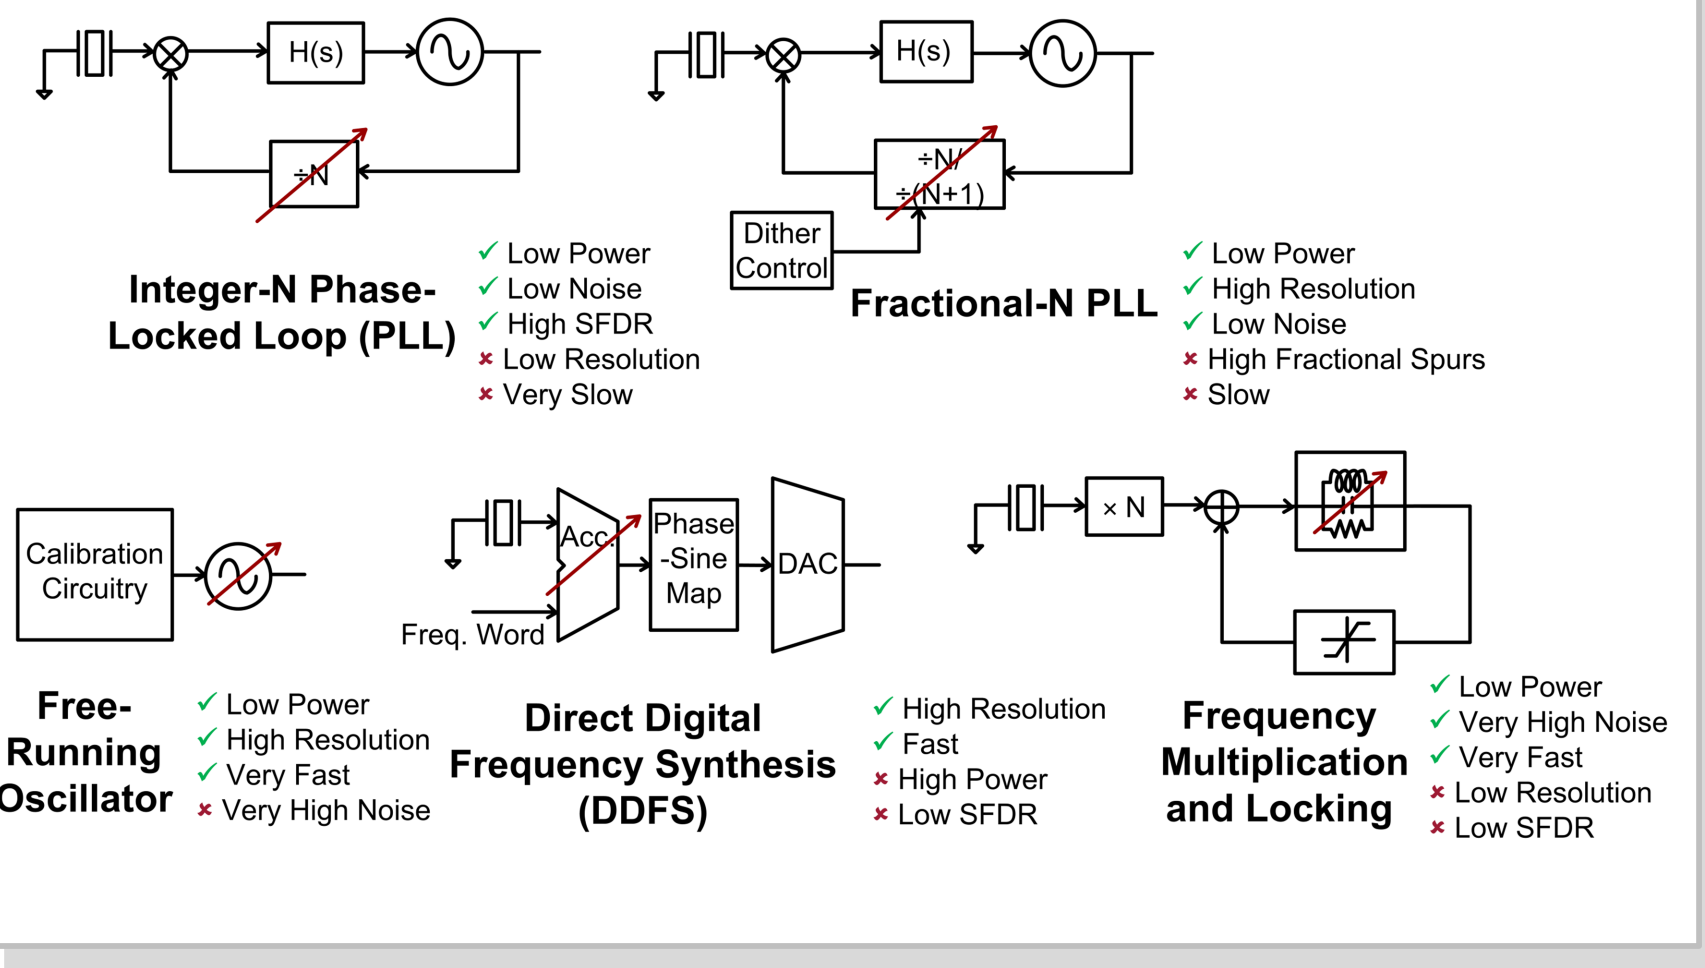 H(s)
÷N
Integer-N Phase-
Locked Loop (PLL)
✓ Low Power
✓ Low Noise
✓ High SFDR
✗ Low Resolution
✗ Very Slow
H(s)
÷N/
÷(N+1)
Dither
Control
Fractional-N PLL
✓ Low Power
✓ High Resolution
✓ Low Noise
✗ High Fractional Spurs
✗ Slow
Calibration
Circuitry
Free-
Running
Oscillator
✓ Low Power
✓ High Resolution
✓ Very Fast
✗ Very High Noise
Acc.
Freq. Word
Phase
-Sine
Map
DAC
Direct Digital
Frequency Synthesis
(DDFS)
✓ High Resolution
✓ Fast
✗ High Power
✗ Low SFDR
× N
Frequency
Multiplication
and Locking
✓ Low Power
✓ Very High Noise
✓ Very Fast
✗ Low Resolution
✗ Low SFDR